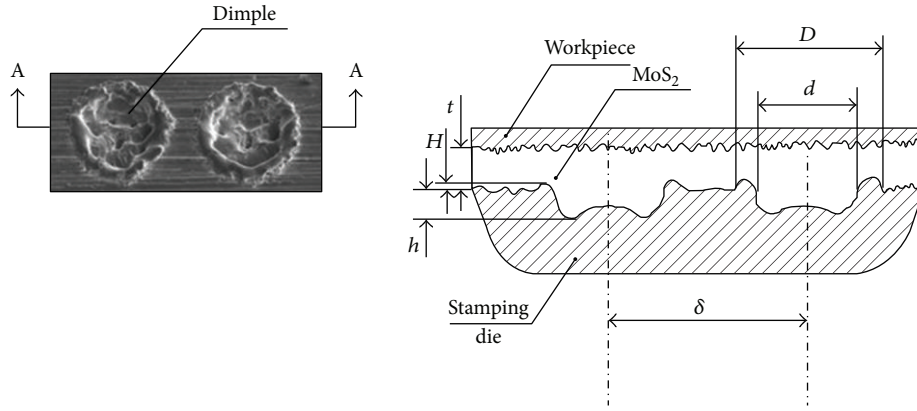 Dimple
A
A
Workpiece
MoS₂
D
d
t
H
h
Stamping
die
δ